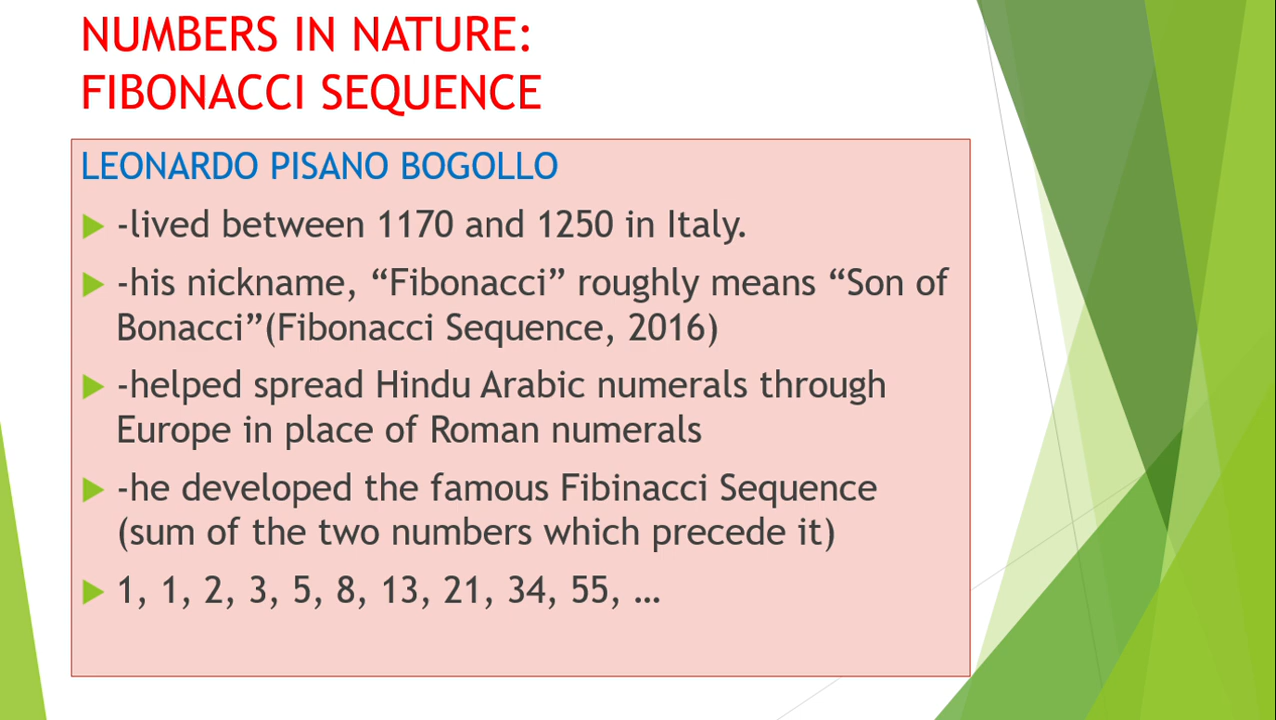 NUMBERS IN NATURE:
FIBONACCI SEQUENCE
LEONARDO PISANO BOGOLLO
-lived between 1170 and 1250 in Italy.
-his nickname, “Fibonacci” roughly means “Son of
Bonacci”(Fibonacci Sequence, 2016)
-helped spread Hindu Arabic numerals through
Europe in place of Roman numerals
-he developed the famous Fibinacci Sequence
(sum of the two numbers which precede it)
1, 1, 2, 3, 5, 8, 13, 21, 34, 55, …